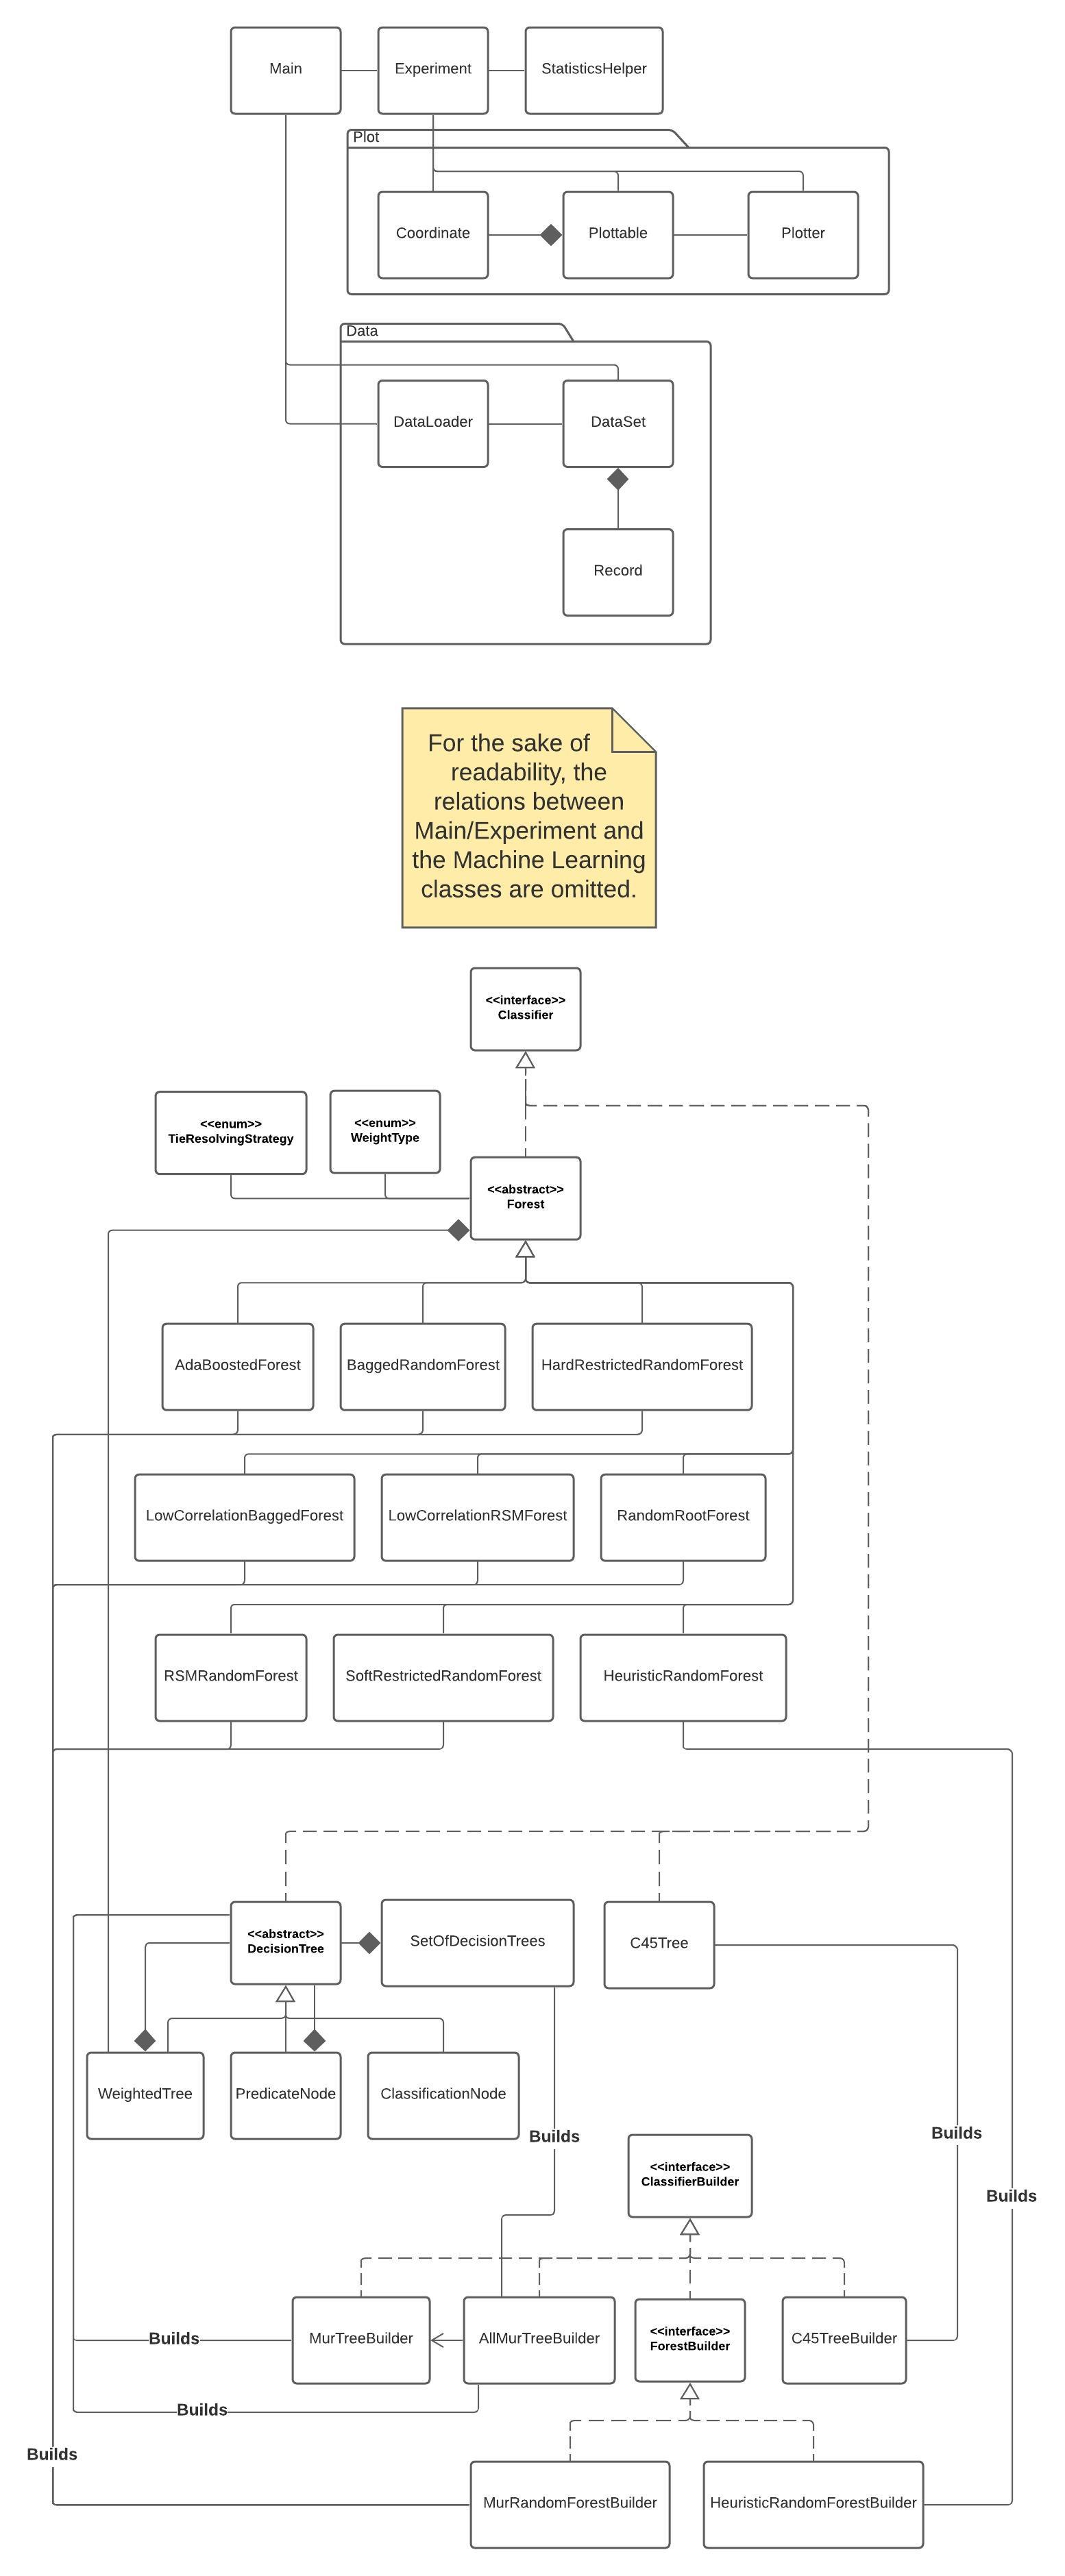 Main
Experiment
StatisticsHelper
Plot
Coordinate
Plottable
Plotter
Data
DataLoader
DataSet
Record
For the sake of
readability, the
relations between
Main/Experiment and
the Machine Learning
classes are omitted.
<<interface>>
Classifier
<<enum>>
TieResolvingStrategy
<<enum>>
WeightType
<<abstract>>
Forest
AdaBoostedForest
BaggedRandomForest
HardRestrictedRandomForest
LowCorrelationBaggedForest
LowCorrelationRSMForest
RandomRootForest
RSMRandomForest
SoftRestrictedRandomForest
HeuristicRandomForest
<<abstract>>
DecisionTree
SetOfDecisionTrees
C45Tree
WeightedTree
PredicateNode
ClassificationNode
Builds
Builds
<<interface>>
ClassifierBuilder
Builds
MurTreeBuilder
AllMurTreeBuilder
<<interface>>
ForestBuilder
C45TreeBuilder
Builds
Builds
Builds
MurRandomForestBuilder
HeuristicRandomForestBuilder